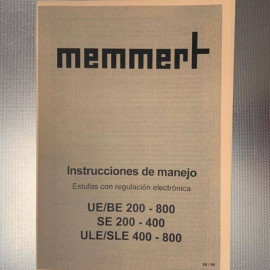 memmert
Instrucciones de manejo
Estufas con regulación electrónica
UE/BE 200 - 800
SE 200 - 400
ULE/SLE 400 - 800